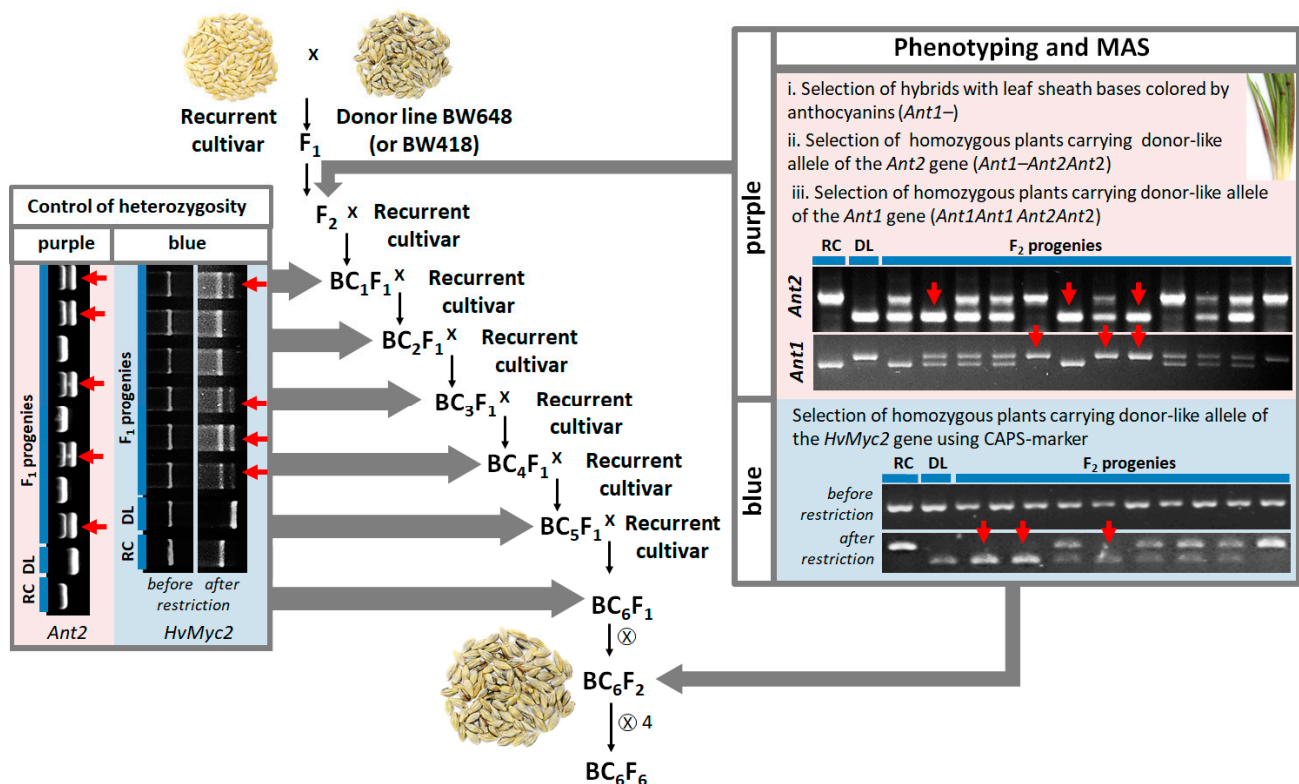 Recurrent
cultivar
x
Donor line BW648
(or BW418)
F1
F2 x Recurrent
cultivar
BC1F1 x Recurrent
cultivar
BC2F1 x Recurrent
cultivar
BC3F1 x Recurrent
cultivar
BC4F1 x Recurrent
cultivar
BC5F1 x Recurrent
cultivar
BC6F1
ⓧ
BC6F2
ⓧ 4
BC6F6
Control of heterozygosity
purple
blue
F1 progenies
DL
RC
F1 progenies
DL
RC
before
after
restriction
Ant2
HvMyc2
Phenotyping and MAS
purple
i. Selection of hybrids with leaf sheath bases colored by
anthocyanins (Ant1–)
ii. Selection of homozygous plants carrying donor-like
allele of the Ant2 gene (Ant1–Ant2Ant2)
iii. Selection of homozygous plants carrying donor-like allele
of the Ant1 gene (Ant1Ant1 Ant2Ant2)
RC DL F2 progenies
Ant2
Ant1
blue
Selection of homozygous plants carrying donor-like allele of
the HvMyc2 gene using CAPS-marker
RC DL F2 progenies
before
restriction
after
restriction